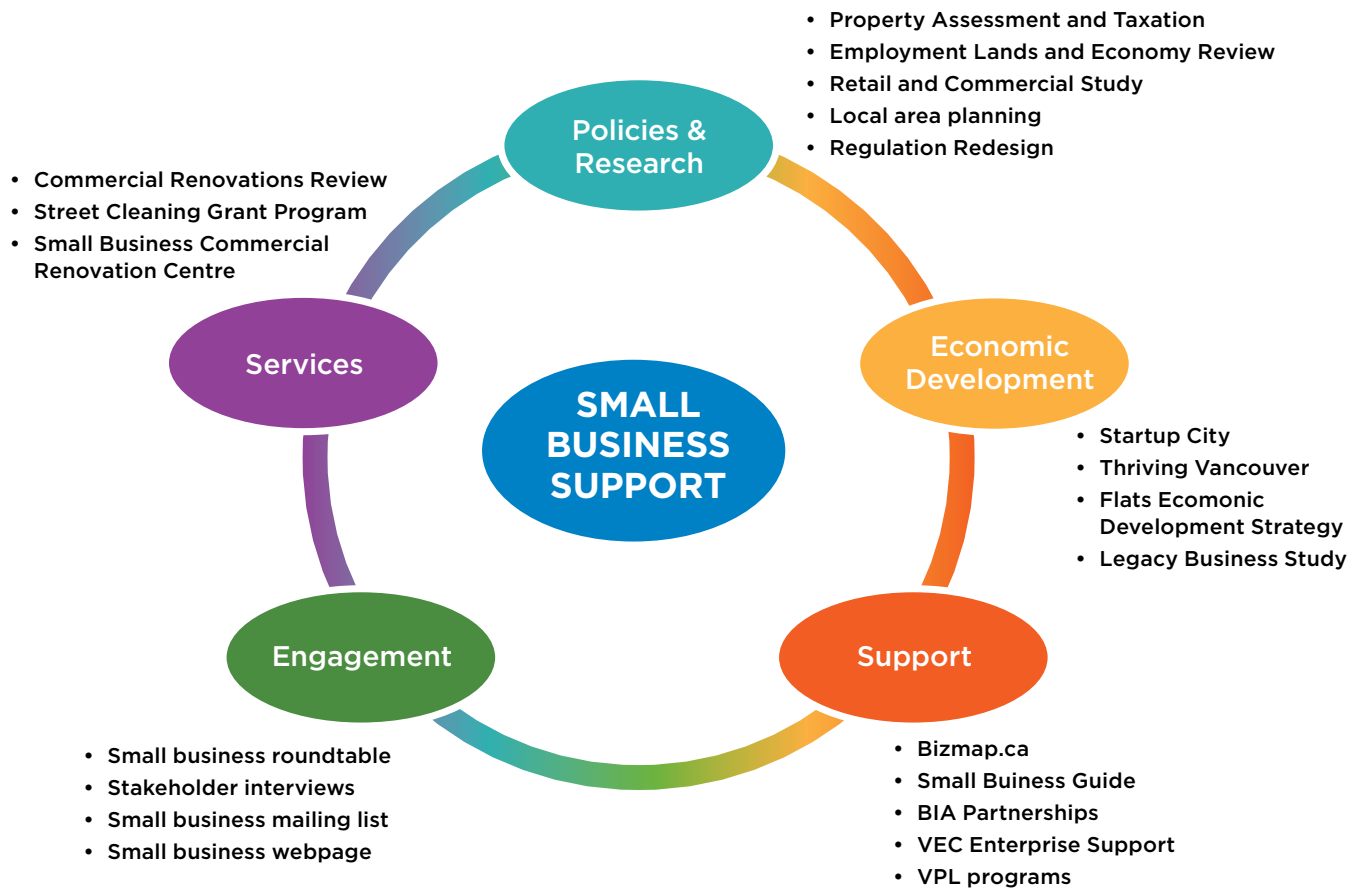 Policies &
Research
• Property Assessment and Taxation
• Employment Lands and Economy Review
• Retail and Commercial Study
• Local area planning
• Regulation Redesign
Economic
Development
• Startup City
• Thriving Vancouver
• Flats Ecomonic
Development Strategy
• Legacy Business Study
Support
• Bizmap.ca
• Small Buiness Guide
• BIA Partnerships
• VEC Enterprise Support
• VPL programs
Engagement
• Small business roundtable
• Stakeholder interviews
• Small business mailing list
• Small business webpage
Services
• Commercial Renovations Review
• Street Cleaning Grant Program
• Small Business Commercial
Renovation Centre
SMALL
BUSINESS
SUPPORT